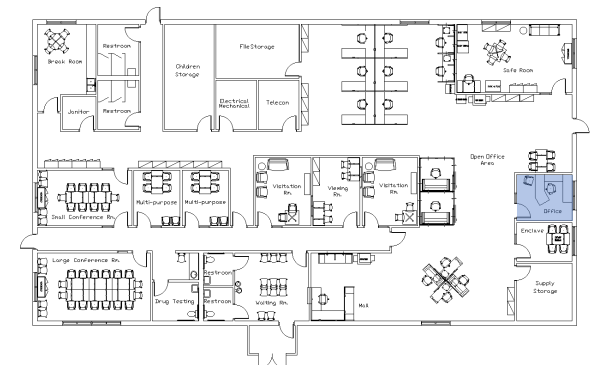 Restroom
File Storage
Break Room
Children
Storage
Safe Room
Janitor
Restroom
Electrical
Mechanical
Telecom
Open Office
Area
Visitation
Rm.
Viewing
Rm.
Visitation
Rm.
Multi-purpose
Multi-purpose
Small Conference Rm.
Office
Enclave
Large Conference Rm.
Restroom
Supply
Storage
Drug Testing
Restroom
Waiting Rm.
Mail